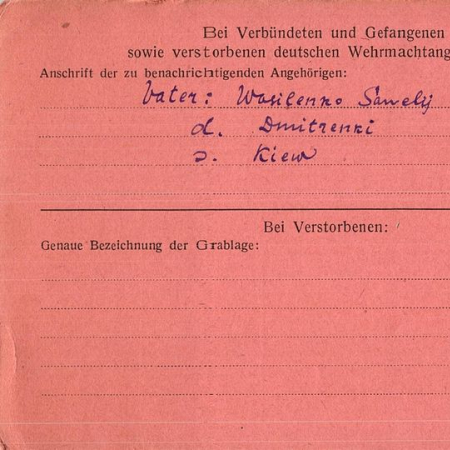 Bei Verbündeten und Gefangenen
sowie verstorbenen deutschen Wehrmachtang
Anschrift der zu benachrichtigenden Angehörigen:
Vater: Wasilenko Sawelij
d. Dmitrenki
o. Kiew
Bei Verstorbenen:
Genaue Bezeichnung der Grablage: